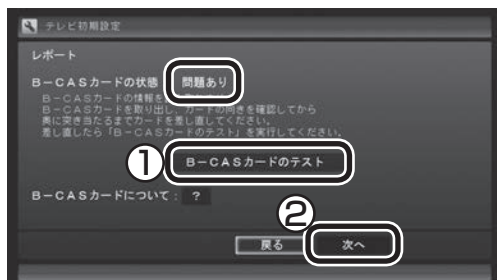 テレビ初期設定
レポート
B－CASカードの状態 問題あり
B－CASカードの情報を
B－CASカードを取り出し、カードの向きを確認してから
奥に突き当たるまでカードを差し直してください。
差し直したら「B－CASカードのテスト」を実行してください。
① B－CASカードのテスト
B－CASカードについて： ?
②
戻る 次へ